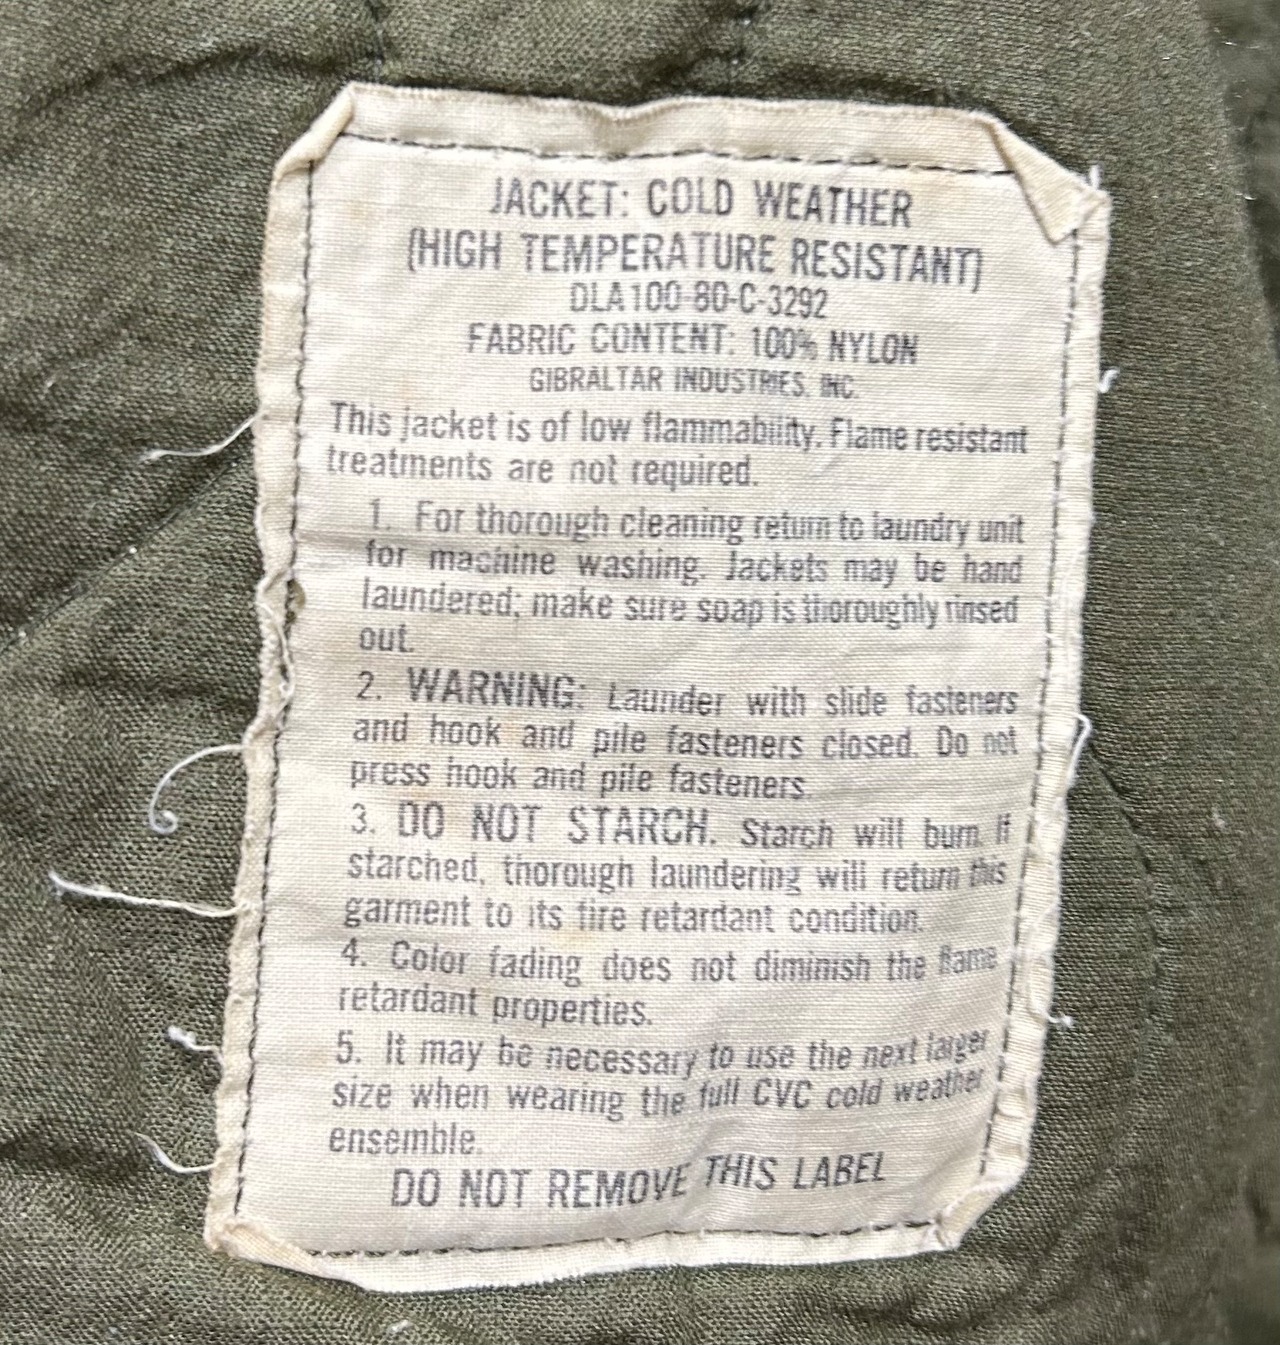 JACKET: COLD WEATHER
(HIGH TEMPERATURE RESISTANT)
DLA100-80-C-3292
FABRIC CONTENT: 100% NYLON
GIBRALTAR INDUSTRIES, INC.
This jacket is of low flammability. Flame resistant
treatments are not required.
1. For thorough cleaning return to laundry unit
for machine washing. Jackets may be hand
laundered; make sure soap is thoroughly rinsed
out.
2. WARNING: Launder with slide fasteners
and hook and pile fasteners closed. Do not
press hook and pile fasteners.
3. DO NOT STARCH. Starch will burn. If
starched, thorough laundering will return this
garment to its fire retardant condition.
4. Color fading does not diminish the flame
retardant properties.
5. It may be necessary to use the next larger
size when wearing the full CVC cold weather
ensemble.
DO NOT REMOVE THIS LABEL